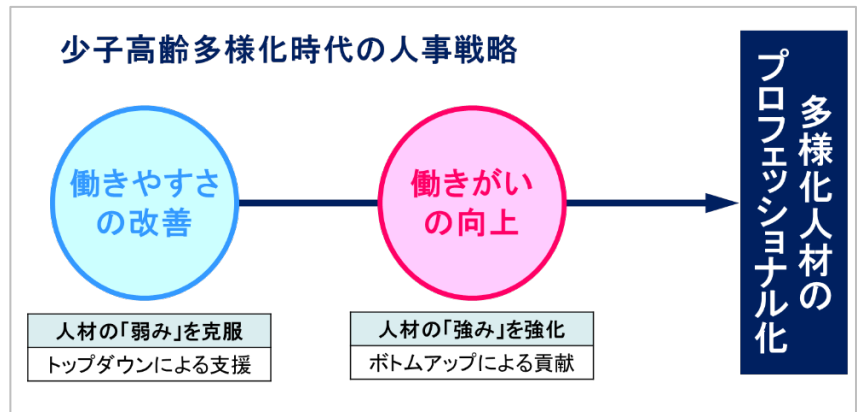 少子高齢多様化時代の人事戦略
働きやすさ
の改善
人材の「弱み」を克服
トップダウンによる支援
働きがい
の向上
人材の「強み」を強化
ボトムアップによる貢献
多様化人材の
プロフェッショナル化